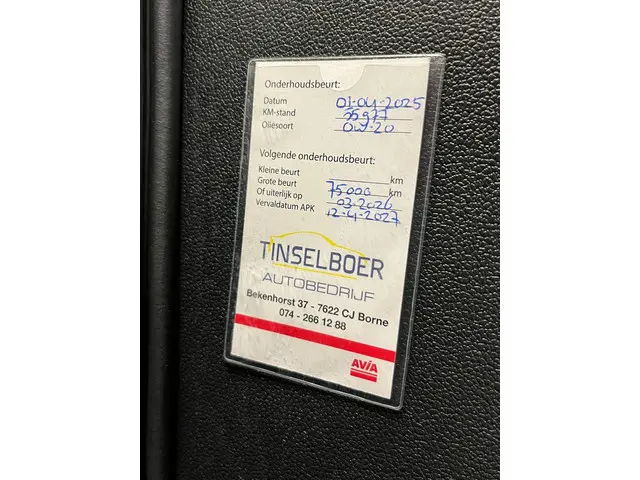 Onderhoudsbeurt:
Datum 01-04-2025
KM-stand 55977
Oliesoort 0w-20
Volgende onderhoudsbeurt:
Kleine beurt km
Grote beurt 75000 km
Of uiterlijk op 03-2026
Vervaldatum APK 12-4-2027
TINSELBOER
AUTOBEDRIJF
Bekenhorst 37 - 7622 CJ Borne
074 - 266 12 88
AVIA